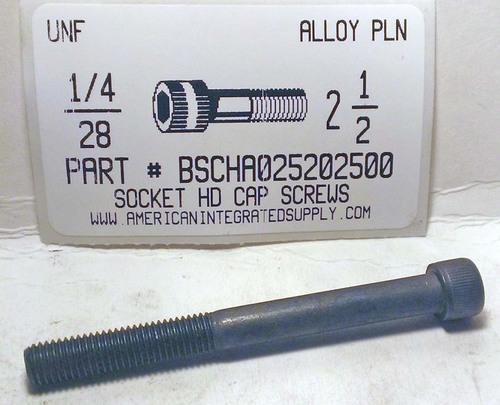 UNF ALLOY PLN
1/4
28
2 1/2
PART # BSCHA025202500
SOCKET HD CAP SCREWS
WWW.AMERICANINTEGRATEDSUPPLY.COM